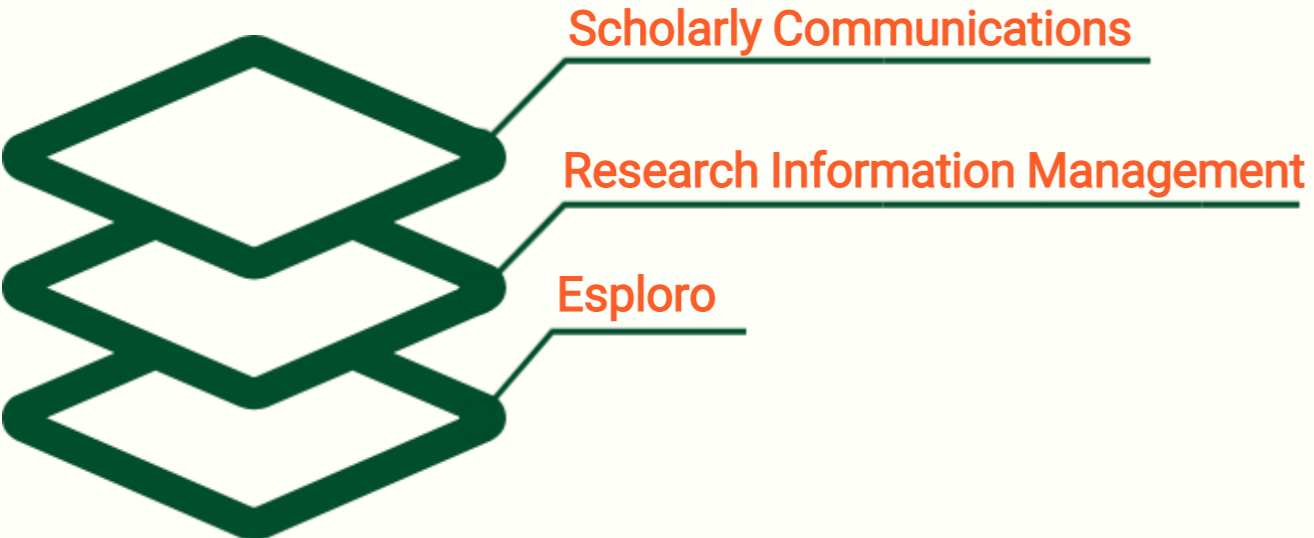 Scholarly Communications
Research Information Management
Esploro